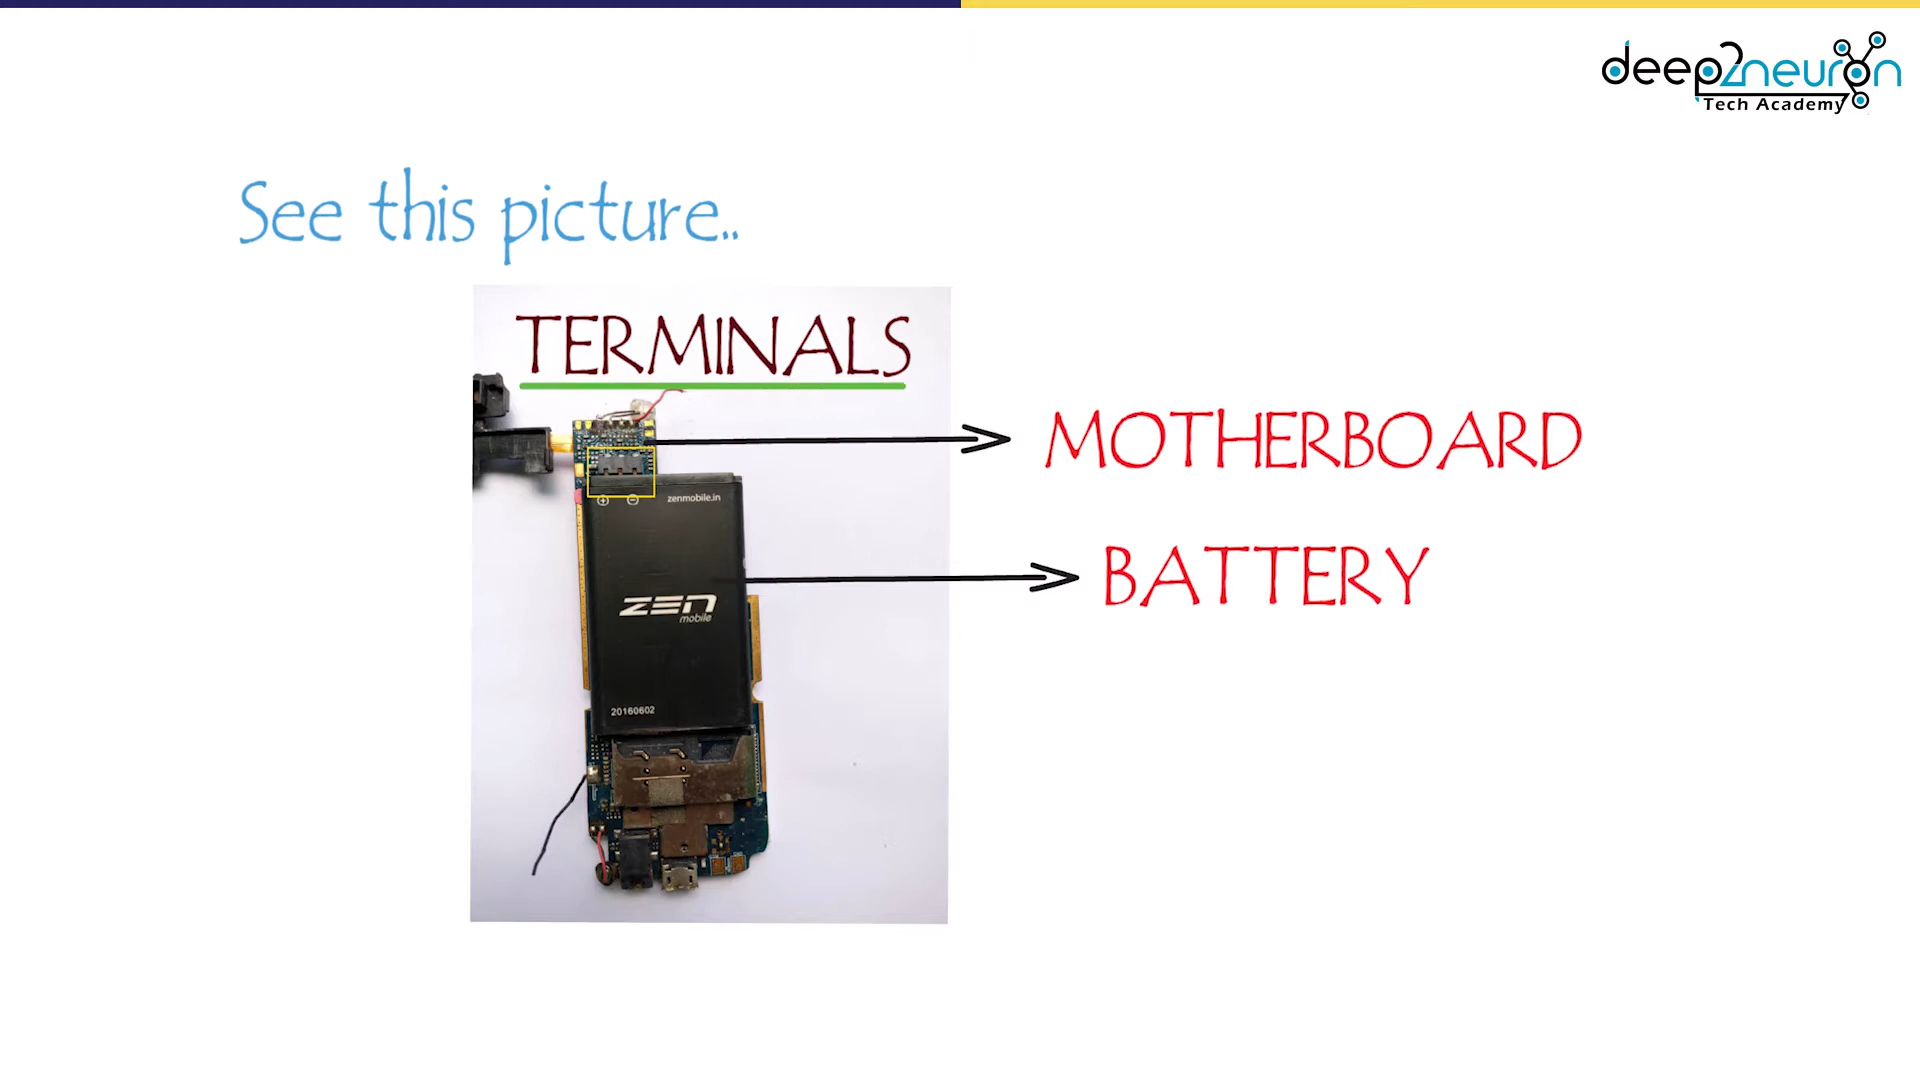 deep2neuron
Tech Academy
See this picture..
TERMINALS
MOTHERBOARD
+ -
zenmobile.in
BATTERY
ZEN
mobile
20160602